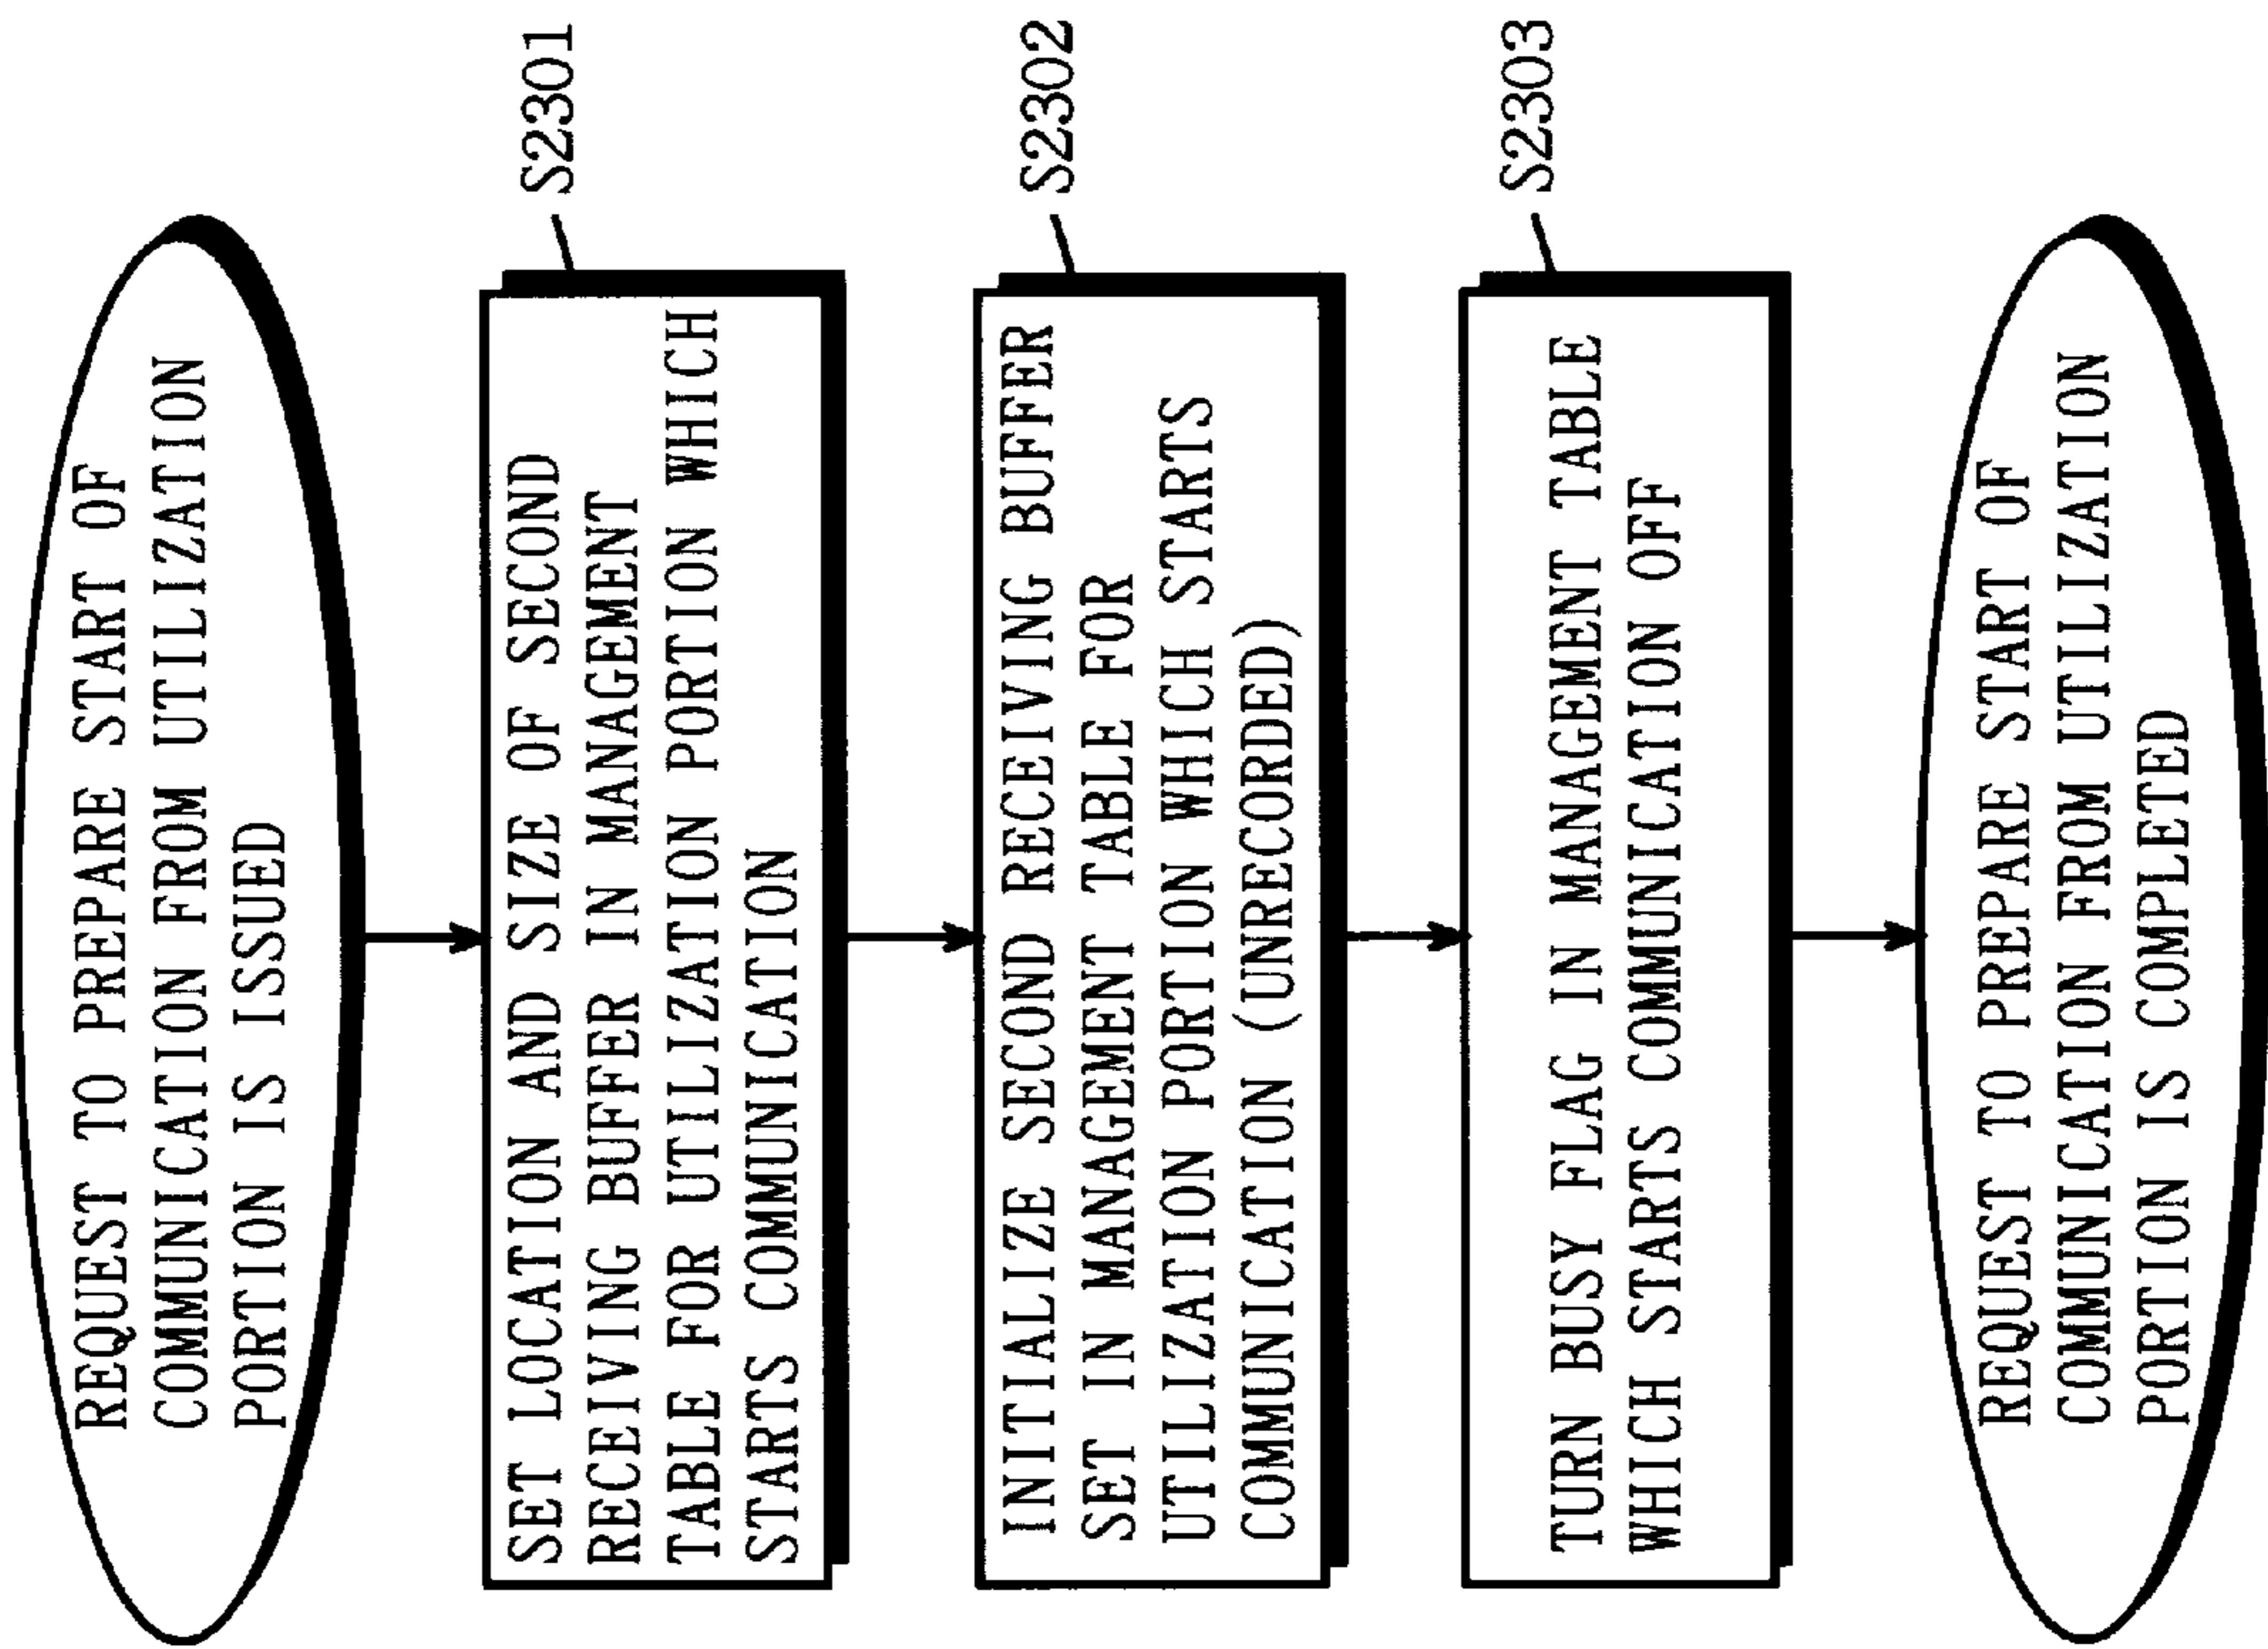 REQUEST TO PREPARE START OF
COMMUNICATION FROM UTILIZATION
PORTION IS ISSUED
S2301
SET LOCATION AND SIZE OF SECOND
RECEIVING BUFFER IN MANAGEMENT
TABLE FOR UTILIZATION PORTION WHICH
STARTS COMMUNICATION
S2302
INITIALIZE SECOND RECEIVING BUFFER
SET IN MANAGEMENT TABLE FOR
UTILIZATION PORTION WHICH STARTS
COMMUNICATION (UNRECORDED)
S2303
TURN BUSY FLAG IN MANAGEMENT TABLE
WHICH STARTS COMMUNICATION OFF
REQUEST TO PREPARE START OF
COMMUNICATION FROM UTILIZATION
PORTION IS COMPLETED